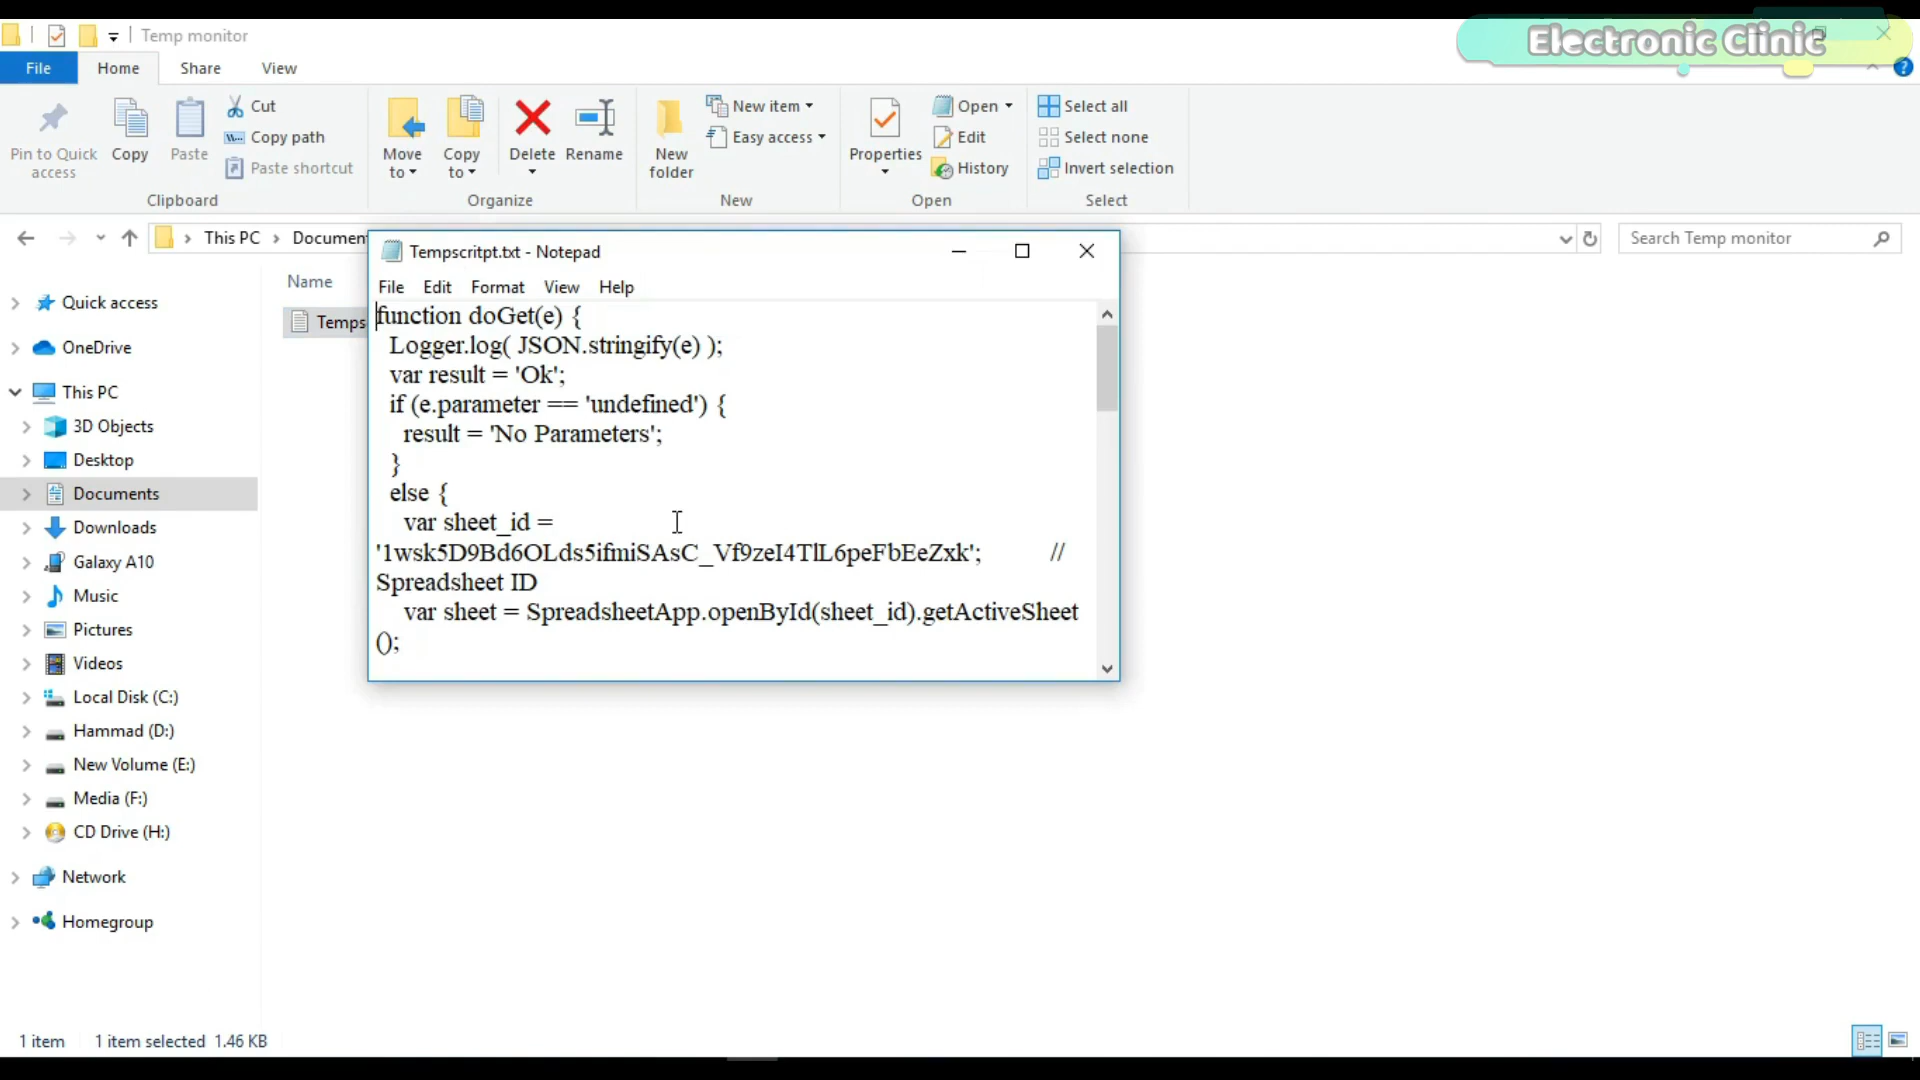 Temp monitor
Electronic Clinic
File Home Share View
Pin to Quick access
Copy
Paste
Cut
Copy path
Paste shortcut
Clipboard
Move to
Copy to
Delete
Rename
Organize
New folder
New item
Easy access
New
Properties
Open
Edit
History
Open
Select all
Select none
Invert selection
Select
This PC > Documen
Search Temp monitor
Name
Temps
Quick access
OneDrive
This PC
3D Objects
Desktop
Documents
Downloads
Galaxy A10
Music
Pictures
Videos
Local Disk (C:)
Hammad (D:)
New Volume (E:)
Media (F:)
CD Drive (H:)
Network
Homegroup
Tempscritpt.txt - Notepad
File Edit Format View Help
function doGet(e) {
Logger.log( JSON.stringify(e) );
var result = 'Ok';
if (e.parameter == 'undefined') {
result = 'No Parameters';
}
else {
var sheet_id =
'1wsk5D9Bd6OLds5ifmiSAsC_Vf9zeI4TlL6peFbEeZxk'; //
Spreadsheet ID
var sheet = SpreadsheetApp.openById(sheet_id).getActiveSheet
();
1 item 1 item selected 1.46 KB